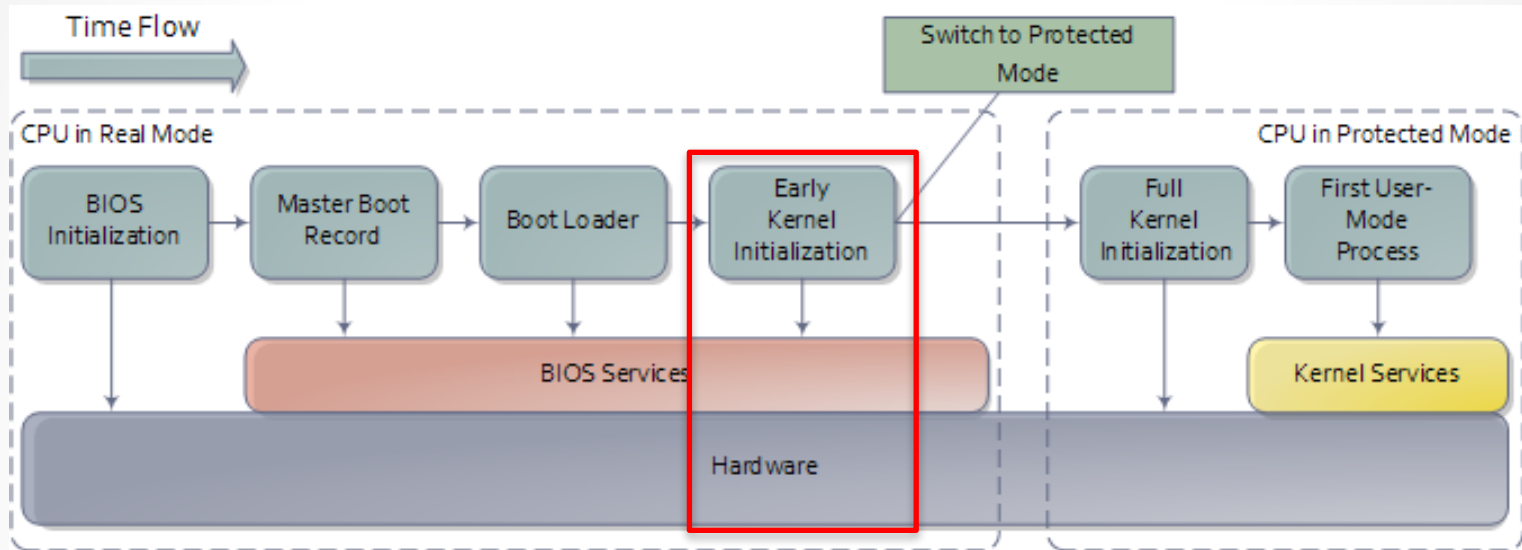 Time Flow
Switch to Protected
Mode
CPU in Real Mode
CPU in Protected Mode
BIOS
Initialization
Master Boot
Record
Boot Loader
Early
Kernel
Initialization
Full
Kernel
Initialization
First User-
Mode
Process
BIOS Services
Kernel Services
Hardware